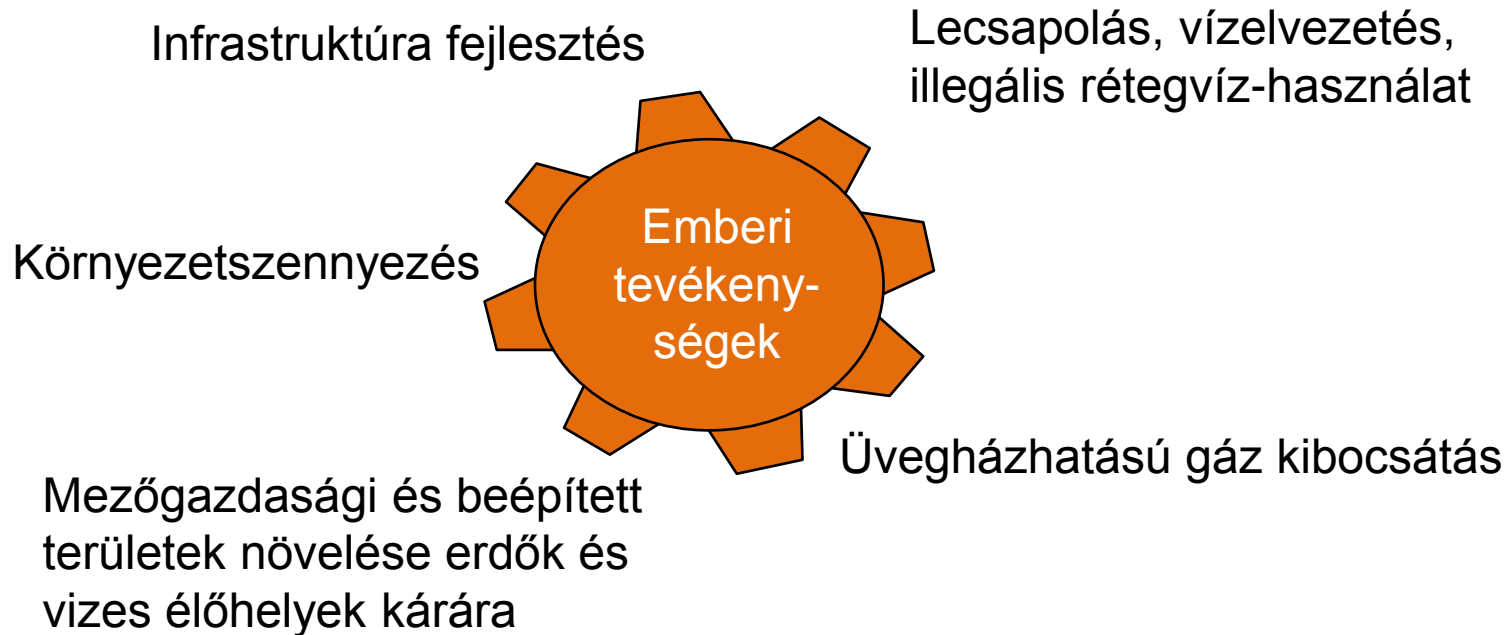 Infrastruktúra fejlesztés
Lecsapolás, vízelvezetés,
illegális rétegvíz-használat
Emberi
tevékeny-
ségek
Környezetszennyezés
Üvegházhatású gáz kibocsátás
Mezőgazdasági és beépített
területek növelése erdők és
vizes élőhelyek kárára